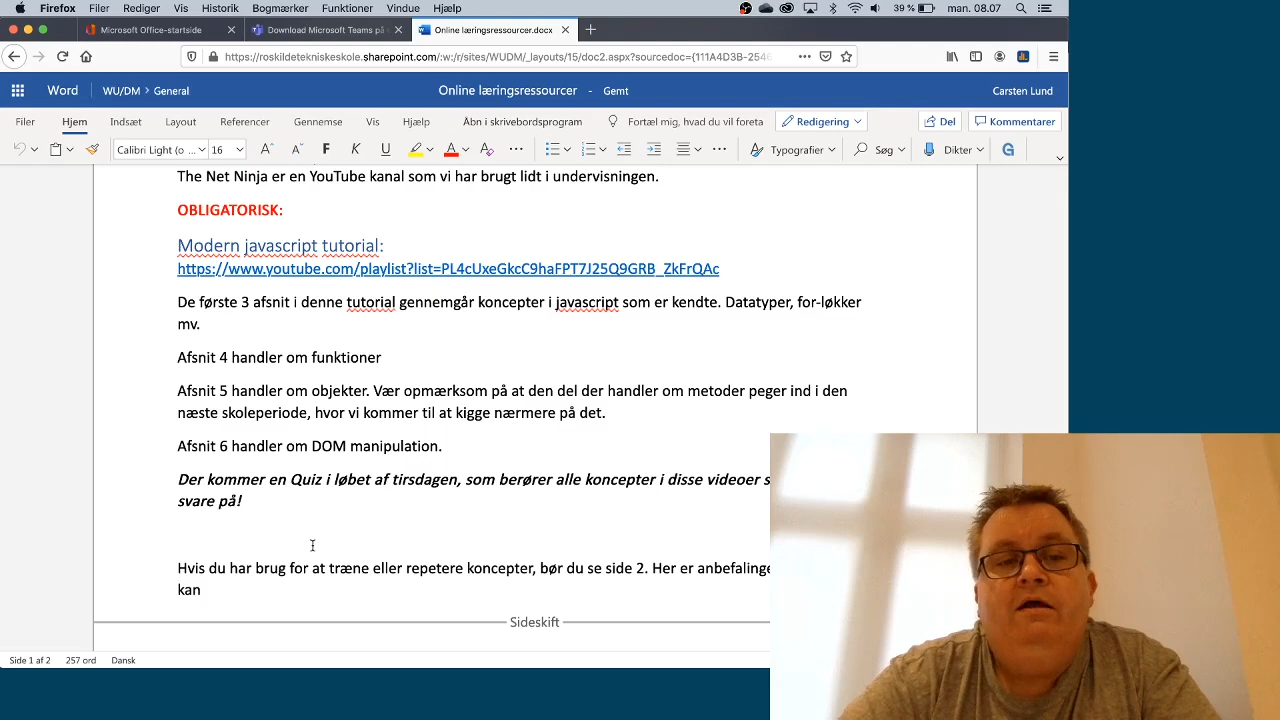 Firefox Filer Rediger Vis Historik Bogmærker Funktioner Vindue Hjælp 39 % man. 08.07
Microsoft Office-startside Download Microsoft Teams på Online læringsressourcer.docx
https://roskildetekniskeskole.sharepoint.com/:w:/r/sites/WUDM/_layouts/15/doc2.aspx?sourcedoc={111A4D3B-2546
Word WU/DM > General Online læringsressourcer - Gemt Carsten Lund
Filer Hjem Indsæt Layout Referencer Gennemse Vis Hjælp Åbn i skrivebordsprogram Fortæl mig, hvad du vil foreta Redigering Del Kommentarer
Calibri Light (o ... 16 F K U A Typografier Søg Dikter
The Net Ninja er en YouTube kanal som vi har brugt lidt i undervisningen.
OBLIGATORISK:
Modern javascript tutorial:
https://www.youtube.com/playlist?list=PL4cUxeGkcC9haFPT7J25Q9GRB_ZkFrQAc
De første 3 afsnit i denne tutorial gennemgår koncepter i javascript som er kendte. Datatyper, for-løkker
mv.
Afsnit 4 handler om funktioner
Afsnit 5 handler om objekter. Vær opmærksom på at den del der handler om metoder peger ind i den
næste skoleperiode, hvor vi kommer til at kigge nærmere på det.
Afsnit 6 handler om DOM manipulation.
Der kommer en Quiz i løbet af tirsdagen, som berører alle koncepter i disse videoer s
svare på!
Hvis du har brug for at træne eller repetere koncepter, bør du se side 2. Her er anbefalinge
kan
Sideskift
Side 1 af 2 257 ord Dansk